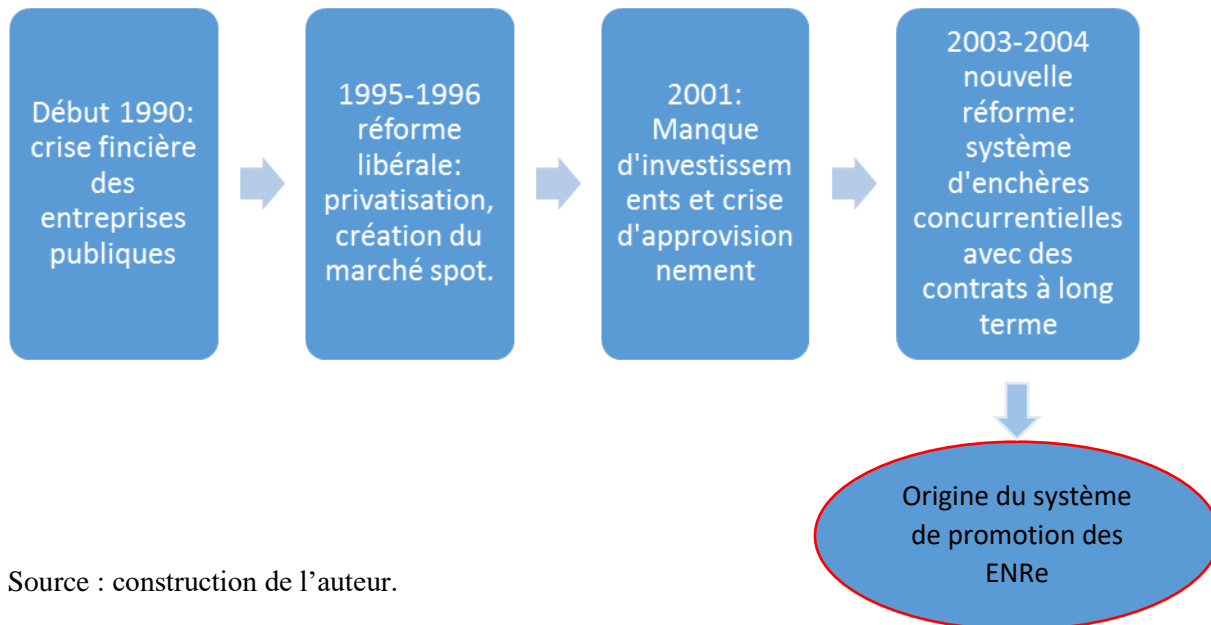 Début 1990:
crise fincière
des
entreprises
publiques
1995-1996
réforme
libérale:
privatisation,
création du
marché spot.
2001:
Manque
d'investissem
ents et crise
d'approvision
nement
2003-2004
nouvelle
réforme:
système
d'enchères
concurrentielles
avec des
contrats à long
terme
Origine du système
de promotion des
ENRe
Source : construction de l’auteur.